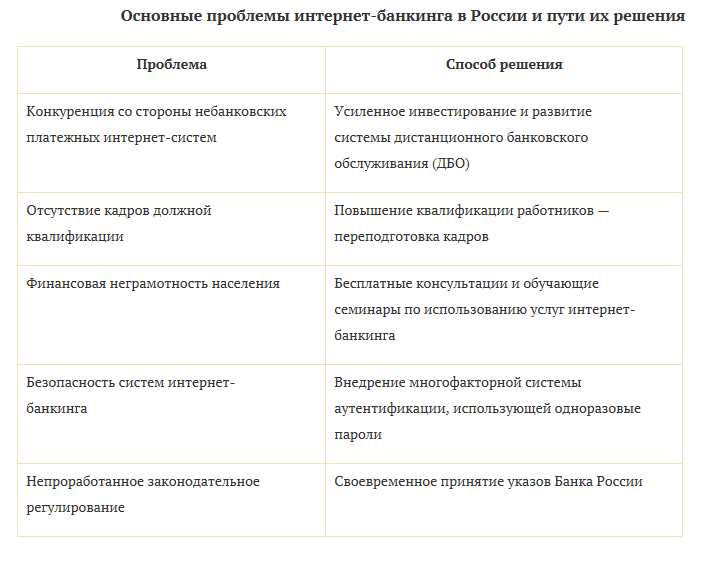 Основные проблемы интернет-банкинга в России и пути их решения
Проблема
Способ решения
Конкуренция со стороны небанковских
платежных интернет-систем
Усиленное инвестирование и развитие
системы дистанционного банковского
обслуживания (ДБО)
Отсутствие кадров должной
квалификации
Повышение квалификации работников —
переподготовка кадров
Финансовая неграмотность населения
Бесплатные консультации и обучающие
семинары по использованию услуг интернет-
банкинга
Безопасность систем интернет-
банкинга
Внедрение многофакторной системы
аутентификации, использующей одноразовые
пароли
Непроработанное законодательное
регулирование
Своевременное принятие указов Банка России